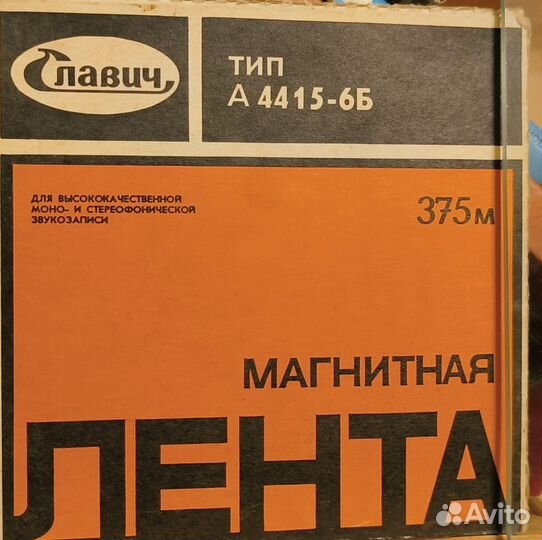 Славич
ТИП
А 4415-6Б
ДЛЯ ВЫСОКОКАЧЕСТВЕННОЙ
МОНО- И СТЕРЕОФОНИЧЕСКОЙ
ЗВУКОЗАПИСИ
375м
МАГНИТНАЯ
ЛЕНТА
Avito